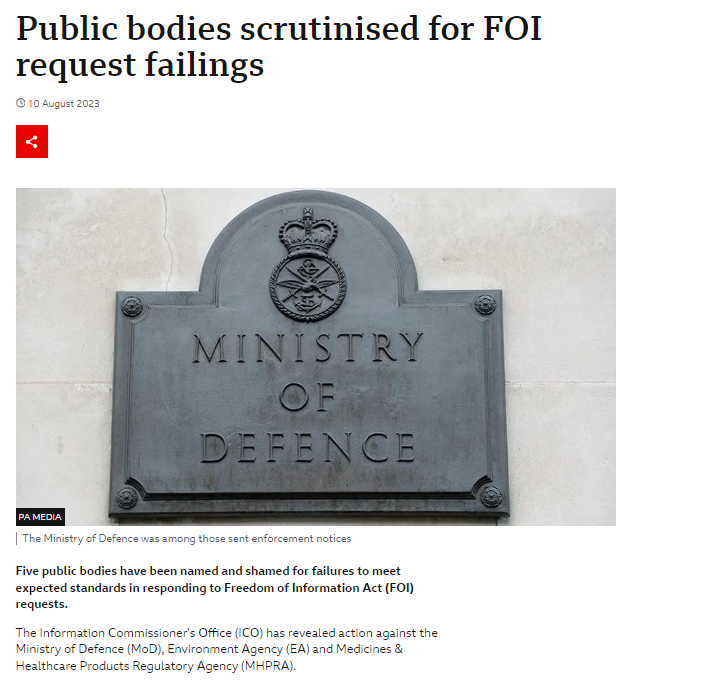 Public bodies scrutinised for FOI
request failings
10 August 2023
MINISTRY
OF
DEFENCE
PA MEDIA
The Ministry of Defence was among those sent enforcement notices
Five public bodies have been named and shamed for failures to meet
expected standards in responding to Freedom of Information Act (FOI)
requests.
The Information Commissioner's Office (ICO) has revealed action against the
Ministry of Defence (MoD), Environment Agency (EA) and Medicines &
Healthcare Products Regulatory Agency (MHPRA).